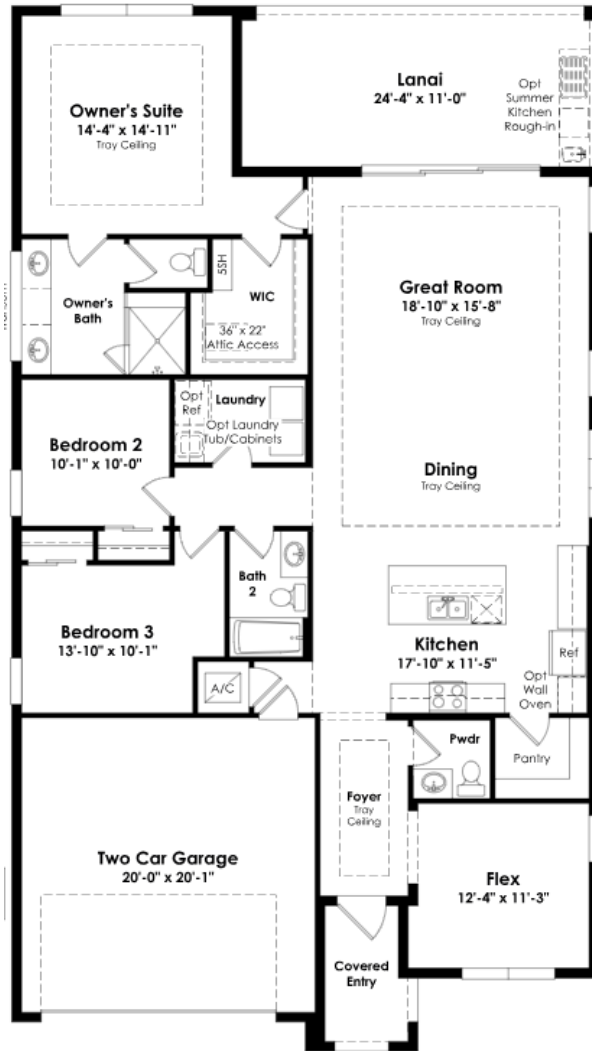 Owner's Suite
14'-4" x 14'-11"
Tray Ceiling
Lanai
24'-4" x 11'-0"
Opt
Summer
Kitchen
Rough-in
Owner's
Bath
5SH
WIC
36" x 22"
Attic Access
Great Room
18'-10" x 15'-8"
Tray Ceiling
Opt
Ref
Laundry
Opt Laundry
Tub/Cabinets
Bedroom 2
10'-1" x 10'-0"
Dining
Tray Ceiling
Bath
2
Bedroom 3
13'-10" x 10'-1"
Kitchen
17'-10" x 11'-5"
Ref
Opt
Wall
Oven
A/C
Pwdr
Pantry
Foyer
Tray
Ceiling
Two Car Garage
20'-0" x 20'-1"
Flex
12'-4" x 11'-3"
Covered
Entry